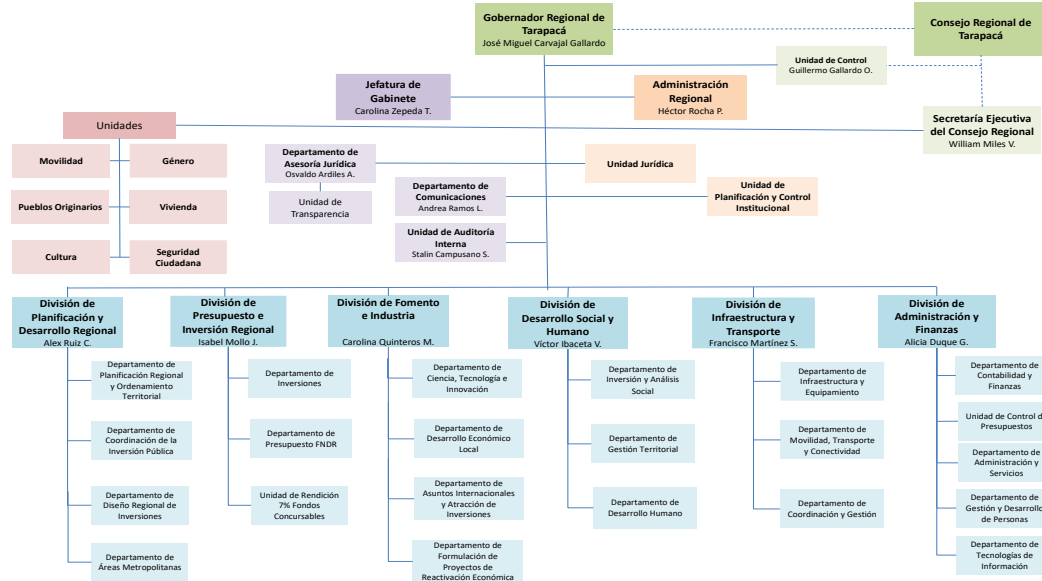 Gobernador Regional de
Tarapacá
José Miguel Carvajal Gallardo
Consejo Regional de
Tarapacá
Unidad de Control
Guillermo Gallardo O.
Jefatura de
Gabinete
Carolina Zepeda T.
Administración
Regional
Héctor Rocha P.
Secretaría Ejecutiva
del Consejo Regional
William Miles V.
Unidades
Movilidad
Género
Pueblos Originarios
Vivienda
Cultura
Seguridad
Ciudadana
Departamento de
Asesoría Jurídica
Osvaldo Ardiles A.
Unidad de
Transparencia
Unidad Jurídica
Departamento de
Comunicaciones
Andrea Ramos L.
Unidad de
Planificación y Control
Institucional
Unidad de Auditoría
Interna
Stalin Campusano S.
División de
Planificación y
Desarrollo Regional
Alex Ruiz C.
División de
Presupuesto e
Inversión Regional
Isabel Mollo J.
División de Fomento
e Industria
Carolina Quinteros M.
División de
Desarrollo Social y
Humano
Víctor Ibaceta V.
División de
Infraestructura y
Transporte
Francisco Martínez S.
División de
Administración y
Finanzas
Alicia Duque G.
Departamento de
Planificación Regional
y Ordenamiento
Territorial
Departamento de
Coordinación de la
Inversión Pública
Departamento de
Diseño Regional de
Inversiones
Departamento de
Áreas Metropolitanas
Departamento de
Inversiones
Departamento de
Presupuesto FNDR
Unidad de Rendición
7% Fondos
Concursables
Departamento de
Ciencia, Tecnología e
Innovación
Departamento de
Desarrollo Económico
Local
Departamento de
Asuntos Internacionales
y Atracción de
Inversiones
Departamento de
Formulación de
Proyectos de
Reactivación Económica
Departamento de
Inversión y Análisis
Social
Departamento de
Gestión Territorial
Departamento de
Desarrollo Humano
Departamento de
Infraestructura y
Equipamiento
Departamento de
Movilidad, Transporte
y Conectividad
Departamento de
Coordinación y Gestión
Departamento de
Contabilidad y
Finanzas
Unidad de Control d
Presupuestos
Departamento de
Administración y
Servicios
Departamento de
Gestión y Desarrollo
de Personas
Departamento de
Tecnologías de
Información